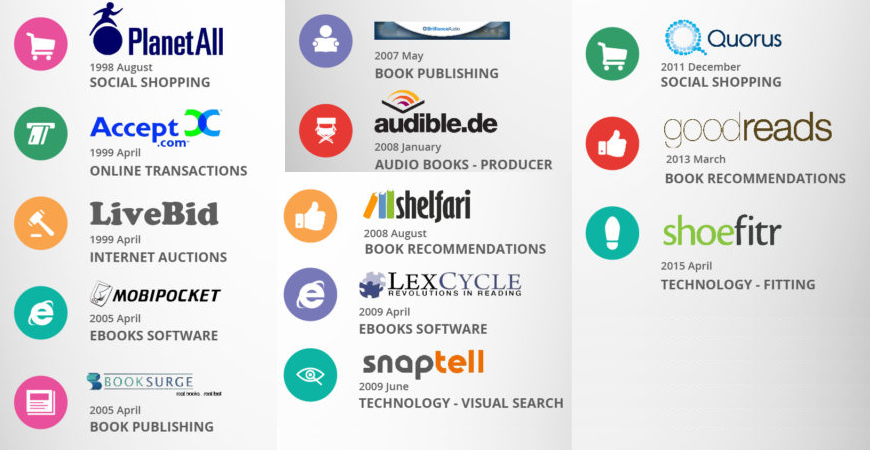 PlanetAll
1998 August
SOCIAL SHOPPING
Accept
.com
1999 April
ONLINE TRANSACTIONS
LiveBid
1999 April
INTERNET AUCTIONS
MOBIPOCKET
2005 April
EBOOKS SOFTWARE
BOOKSURGE
2005 April
BOOK PUBLISHING
BrillianceAudio
2007 May
BOOK PUBLISHING
audible.de
2008 January
AUDIO BOOKS - PRODUCER
shelfari
2008 August
BOOK RECOMMENDATIONS
LEXCYCLE
REVOLUTIONS IN READING
2009 April
EBOOKS SOFTWARE
snaptell
2009 June
TECHNOLOGY - VISUAL SEARCH
QUORUS
2011 December
SOCIAL SHOPPING
goodreads
2013 March
BOOK RECOMMENDATIONS
shoefitr
2015 April
TECHNOLOGY - FITTING